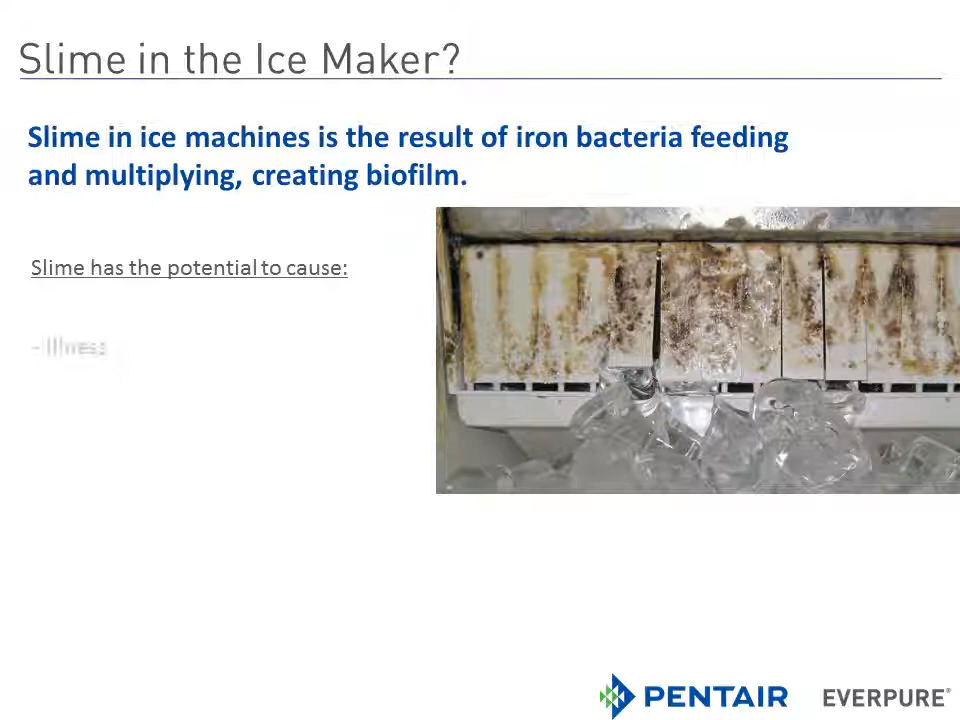 Slime in the Ice Maker?
Slime in ice machines is the result of iron bacteria feeding
and multiplying, creating biofilm.
Slime has the potential to cause:
- Illness
PENTAIR EVERPURE®